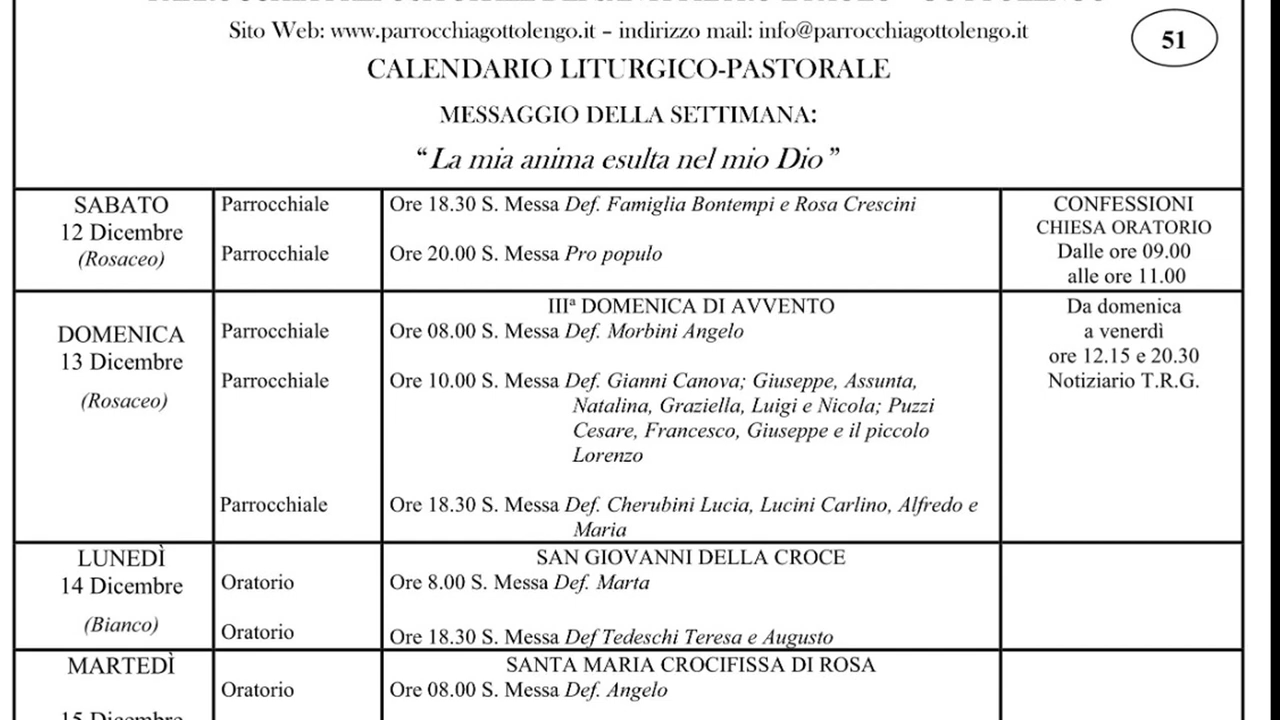 Sito Web: www.parrocchiagottolengo.it – indirizzo mail: info@parrocchiagottolengo.it
51
CALENDARIO LITURGICO-PASTORALE
MESSAGGIO DELLA SETTIMANA:
“La mia anima esulta nel mio Dio”
SABATO
12 Dicembre
(Rosaceo)
Parrocchiale
Ore 18.30 S. Messa Def. Famiglia Bontempi e Rosa Crescini
Parrocchiale
Ore 20.00 S. Messa Pro populo
CONFESSIONI
CHIESA ORATORIO
Dalle ore 09.00
alle ore 11.00
DOMENICA
13 Dicembre
(Rosaceo)
IIIª DOMENICA DI AVVENTO
Parrocchiale
Ore 08.00 S. Messa Def. Morbini Angelo
Parrocchiale
Ore 10.00 S. Messa Def. Gianni Canova; Giuseppe, Assunta,
Natalina, Graziella, Luigi e Nicola; Puzzi
Cesare, Francesco, Giuseppe e il piccolo
Lorenzo
Parrocchiale
Ore 18.30 S. Messa Def. Cherubini Lucia, Lucini Carlino, Alfredo e
Maria
Da domenica
a venerdì
ore 12.15 e 20.30
Notiziario T.R.G.
LUNEDÌ
14 Dicembre
(Bianco)
SAN GIOVANNI DELLA CROCE
Oratorio
Ore 8.00 S. Messa Def. Marta
Oratorio
Ore 18.30 S. Messa Def Tedeschi Teresa e Augusto
MARTEDÌ
15 Dicembre
SANTA MARIA CROCIFISSA DI ROSA
Oratorio
Ore 08.00 S. Messa Def. Angelo